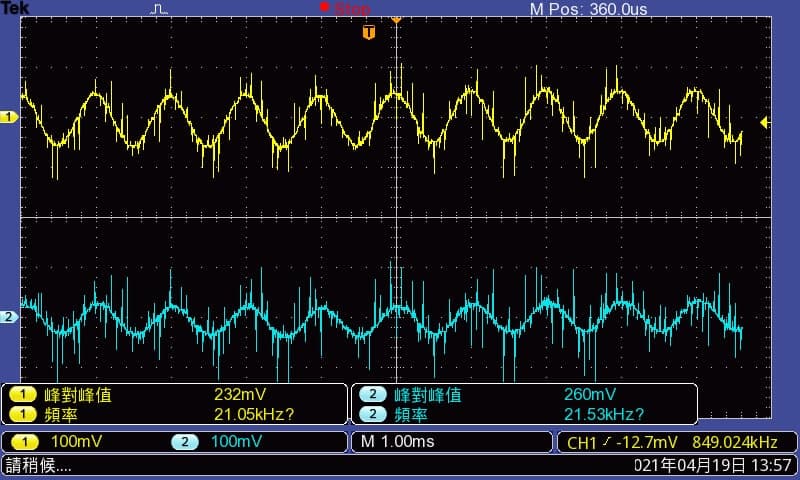 Tek Stop M Pos: 360.0us
T
1
2
1 峰對峰值 232mV 2 峰對峰值 260mV
1 頻率 21.05kHz? 2 頻率 21.53kHz?
1 100mV 2 100mV M 1.00ms CH1 -12.7mV 849.024kHz
請稍候.... 021年04月19日 13:57